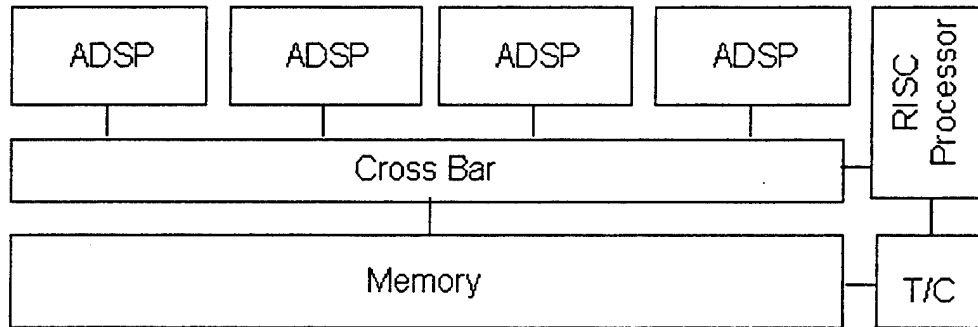 ADSP
ADSP
ADSP
ADSP
RISC
Processor
Cross Bar
Memory
T/C